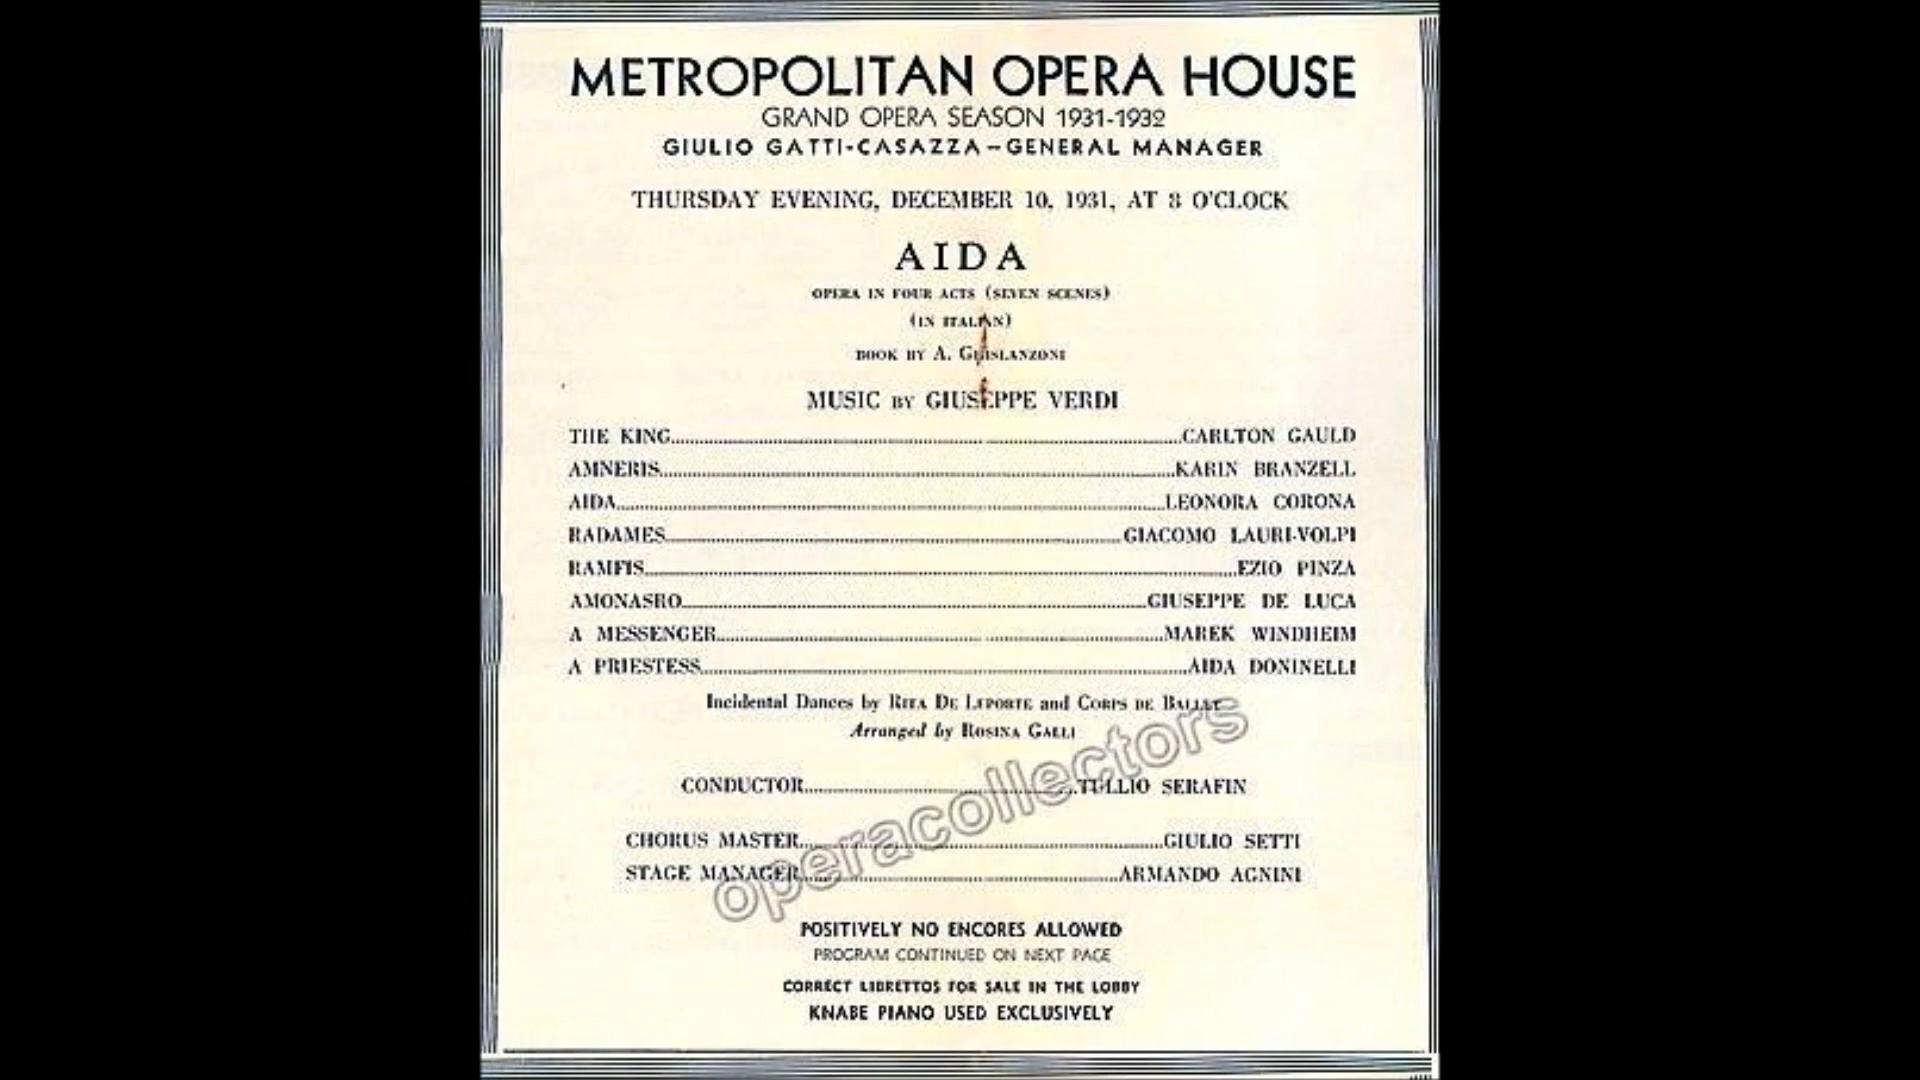 METROPOLITAN OPERA HOUSE
GRAND OPERA SEASON 1931-1932
GIULIO GATTI-CASAZZA—GENERAL MANAGER
THURSDAY EVENING, DECEMBER 10, 1931, AT 8 O'CLOCK
AIDA
OPERA IN FOUR ACTS (SEVEN SCENES)
(IN ITALIAN)
BOOK BY A. GHISLANZONI
MUSIC BY GIUSEPPE VERDI
THE KING CARLTON GAULD
AMNERIS KARIN BRANZELL
AIDA LEONORA CORONA
RADAMES GIACOMO LAURI-VOLPI
RAMFIS EZIO PINZA
AMONASRO GIUSEPPE DE LUCA
A MESSENGER MAREK WINDHEIM
A PRIESTESS AIDA DONINELLI
Incidental Dances by RITA DE LEPORTE and CORPS DE BALLET
Arranged by ROSINA GALLI
CONDUCTOR TULLIO SERAFIN
CHORUS MASTER GIULIO SETTI
STAGE MANAGER ARMANDO AGNINI
operacollectors
POSITIVELY NO ENCORES ALLOWED
PROGRAM CONTINUED ON NEXT PAGE
CORRECT LIBRETTOS FOR SALE IN THE LOBBY
KNABE PIANO USED EXCLUSIVELY